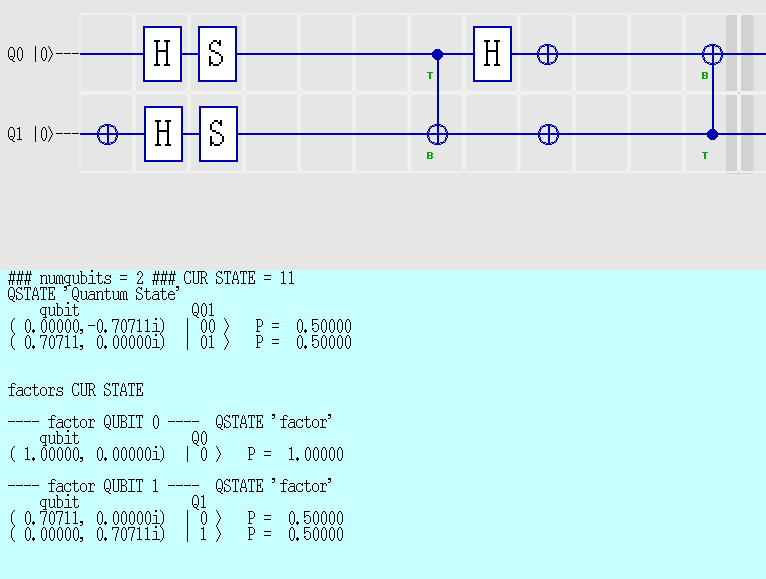 Q0 |0⟩--- H S T H B
Q1 |0⟩--- H S B T
### numqubits = 2 ### CUR STATE = 11
QSTATE 'Quantum State'
qubit Q01
( 0.00000,-0.70711i) | 00 ⟩ P = 0.50000
( 0.70711, 0.00000i) | 01 ⟩ P = 0.50000
factors CUR STATE
---- factor QUBIT 0 ---- QSTATE 'factor'
qubit Q0
( 1.00000, 0.00000i) | 0 ⟩ P = 1.00000
---- factor QUBIT 1 ---- QSTATE 'factor'
qubit Q1
( 0.70711, 0.00000i) | 0 ⟩ P = 0.50000
( 0.00000, 0.70711i) | 1 ⟩ P = 0.50000